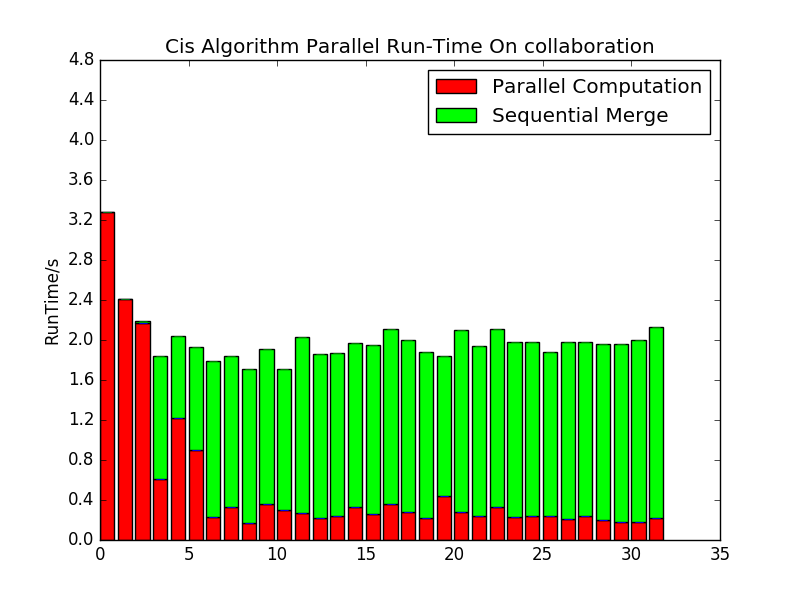 Cis Algorithm Parallel Run-Time On collaboration
4.8
4.4
4.0
3.6
3.2
2.8
2.4
2.0
1.6
1.2
0.8
0.4
0.0
RunTime/s
Parallel Computation
Sequential Merge
0 5 10 15 20 25 30 35